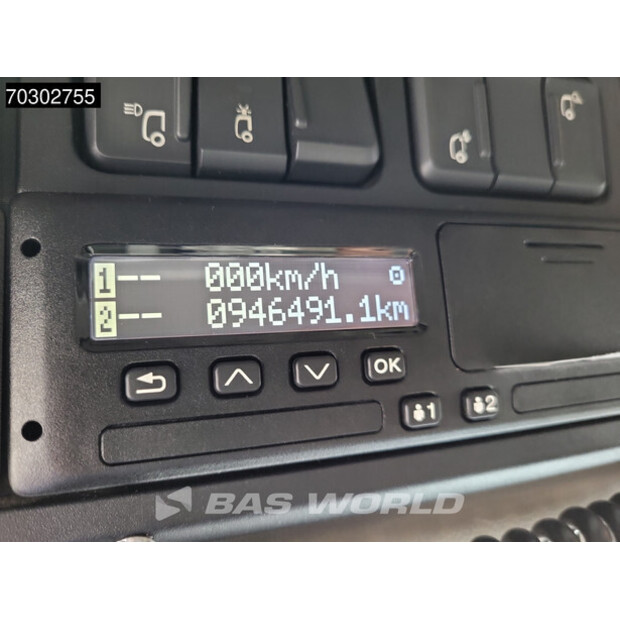 70302755
1-- 000km/h
2-- 0946491.1km
OK
1 2
BAS WORLD